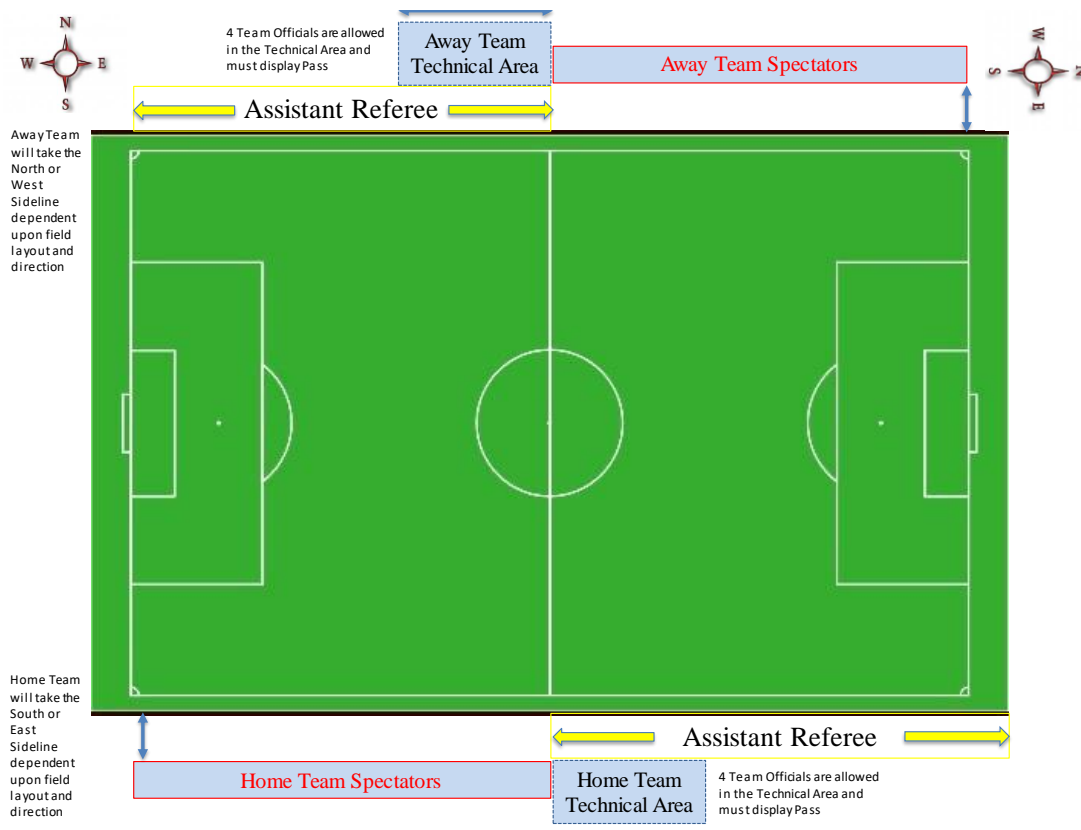 N
W E
S
4 Team Officials are allowed
in the Technical Area and
must display Pass
Away Team
Technical Area
Away Team Spectators
W
S N
E
Assistant Referee
Away Team
will take the
North or
West
Sideline
dependent
upon field
layout and
direction
Home Team
will take the
South or
East
Sideline
dependent
upon field
layout and
direction
Assistant Referee
Home Team Spectators
Home Team
Technical Area
4 Team Officials are allowed
in the Technical Area and
must display Pass